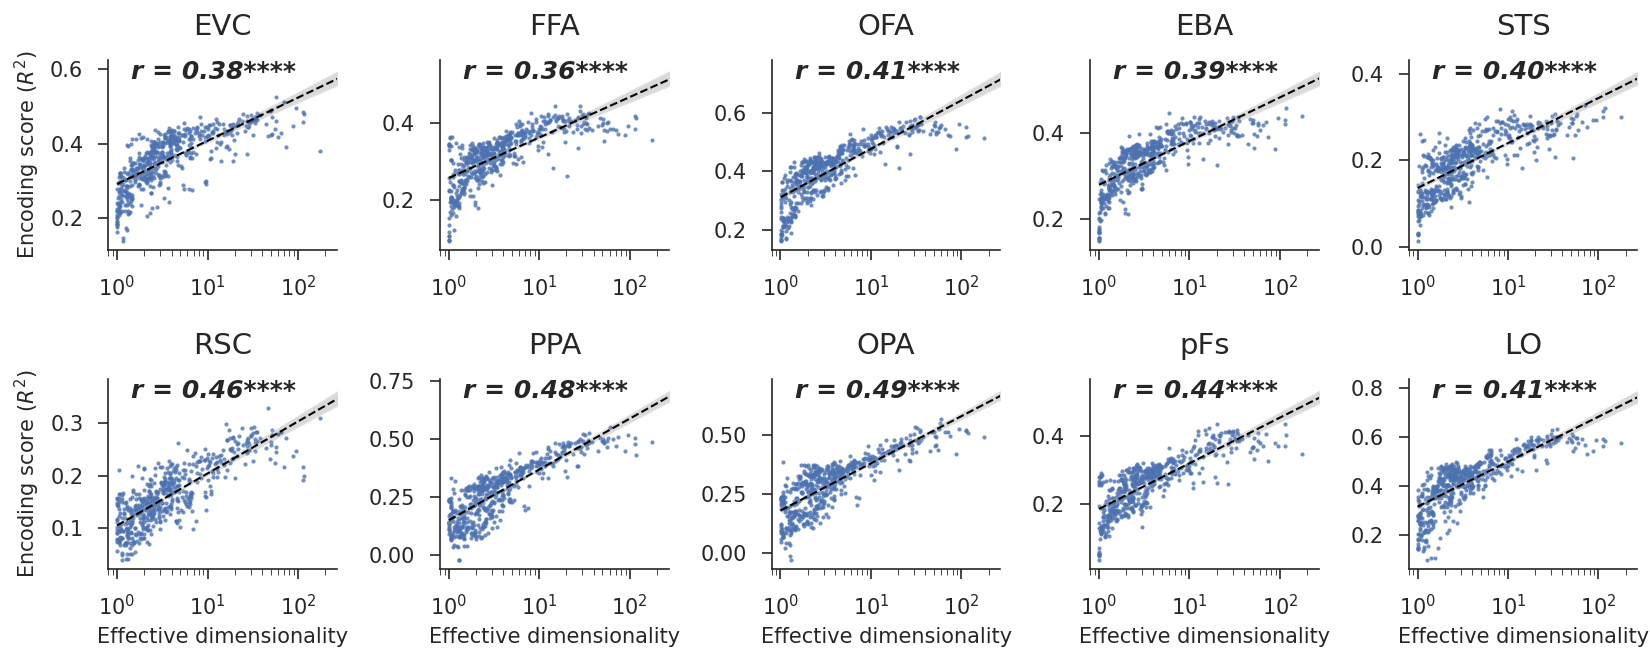 EVC FFA OFA EBA STS
r = 0.38**** r = 0.36**** r = 0.41**** r = 0.39**** r = 0.40****
Encoding score (R²)
0.6 0.4 0.2
0.4 0.2
0.6 0.4 0.2
0.4 0.2
0.4 0.2 0.0
10⁰ 10¹ 10² 10⁰ 10¹ 10² 10⁰ 10¹ 10² 10⁰ 10¹ 10² 10⁰ 10¹ 10²
RSC PPA OPA pFs LO
r = 0.46**** r = 0.48**** r = 0.49**** r = 0.44**** r = 0.41****
Encoding score (R²)
0.3 0.2 0.1
0.75 0.50 0.25 0.00
0.50 0.25 0.00
0.4 0.2
0.8 0.6 0.4 0.2
10⁰ 10¹ 10² 10⁰ 10¹ 10² 10⁰ 10¹ 10² 10⁰ 10¹ 10² 10⁰ 10¹ 10²
Effective dimensionality Effective dimensionality Effective dimensionality Effective dimensionality Effective dimensionality